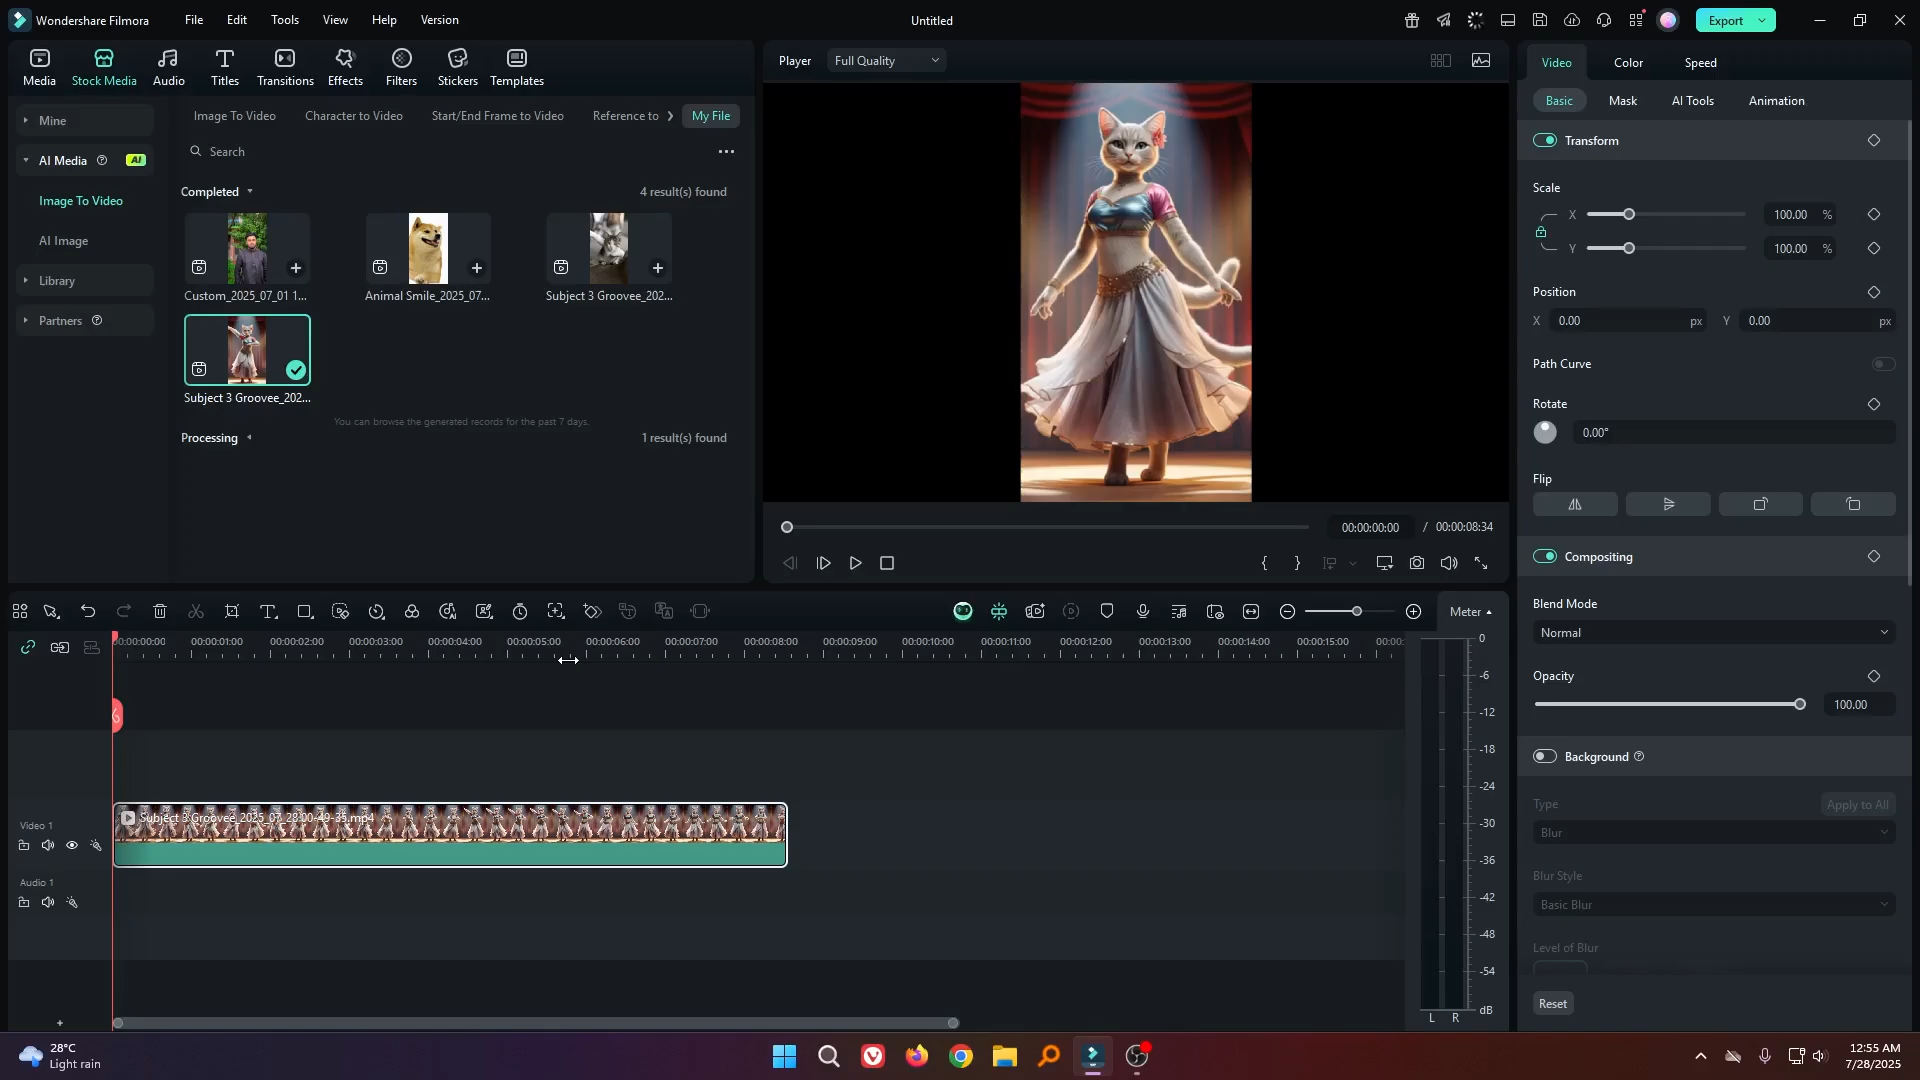 Wondershare Filmora
File
Edit
Tools
View
Help
Version
Untitled
Export
Media
Stock Media
Audio
Titles
Transitions
Effects
Filters
Stickers
Templates
Mine
AI Media
AI
Image To Video
AI Image
Library
Partners
Image To Video
Character to Video
Start/End Frame to Video
Reference to
My File
Search
Completed
4 result(s) found
Custom_2025_07_01 1...
Animal Smile_2025_07...
Subject 3 Groovee_202...
Subject 3 Groovee_202...
You can browse the generated records for the past 7 days.
Processing
1 result(s) found
Player
Full Quality
00:00:00:00
/
00:00:08:34
Video
Color
Speed
Basic
Mask
AI Tools
Animation
Transform
Scale
X
100.00
%
Y
100.00
%
Position
X
0.00
px
Y
0.00
px
Path Curve
Rotate
0.00°
Flip
Compositing
Blend Mode
Normal
Opacity
100.00
Background
Type
Apply to All
Blur
Blur Style
Basic Blur
Level of Blur
Reset
Meter
00:00:00:00
00:00:01:00
00:00:02:00
00:00:03:00
00:00:04:00
00:00:05:00
00:00:06:00
00:00:07:00
00:00:08:00
00:00:09:00
00:00:10:00
00:00:11:00
00:00:12:00
00:00:13:00
00:00:14:00
00:00:15:00
00:00:
Video 1
Subject 3 Groovee_2025_07_28 00-49-35.mp4
Audio 1
0
-6
-12
-18
-24
-30
-36
-42
-48
-54
dB
L
R
28°C
Light rain
12:55 AM
7/28/2025